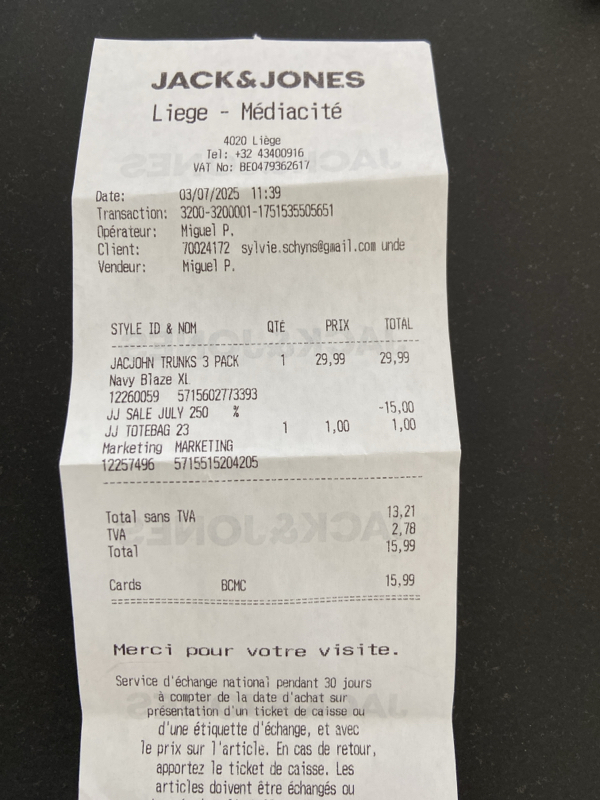 JACK&JONES
Liege - Médiacité
4020 Liège
Tel: +32 43400916
VAT No: BE0479362617
Date: 03/07/2025 11:39
Transaction: 3200-3200001-1751535505651
Opérateur: Miguel P.
Client: 70024172 sylvie.schyns@gmail.com unde
Vendeur: Miguel P.
STYLE ID & NOM QTÉ PRIX TOTAL
JACJOHN TRUNKS 3 PACK 1 29,99 29,99
Navy Blaze XL
12260059 5715602773393
JJ SALE JULY 250 % -15,00
JJ TOTEBAG 23 1 1,00 1,00
Marketing MARKETING
12257496 5715515204205
Total sans TVA 13,21
TVA 2,78
Total 15,99
Cards BCMC 15,99
Merci pour votre visite.
Service d'échange national pendant 30 jours
à compter de la date d'achat sur
présentation d'un ticket de caisse ou
d'une étiquette d'échange, et avec
le prix sur l'article. En cas de retour,
apportez le ticket de caisse. Les
articles doivent être échangés ou